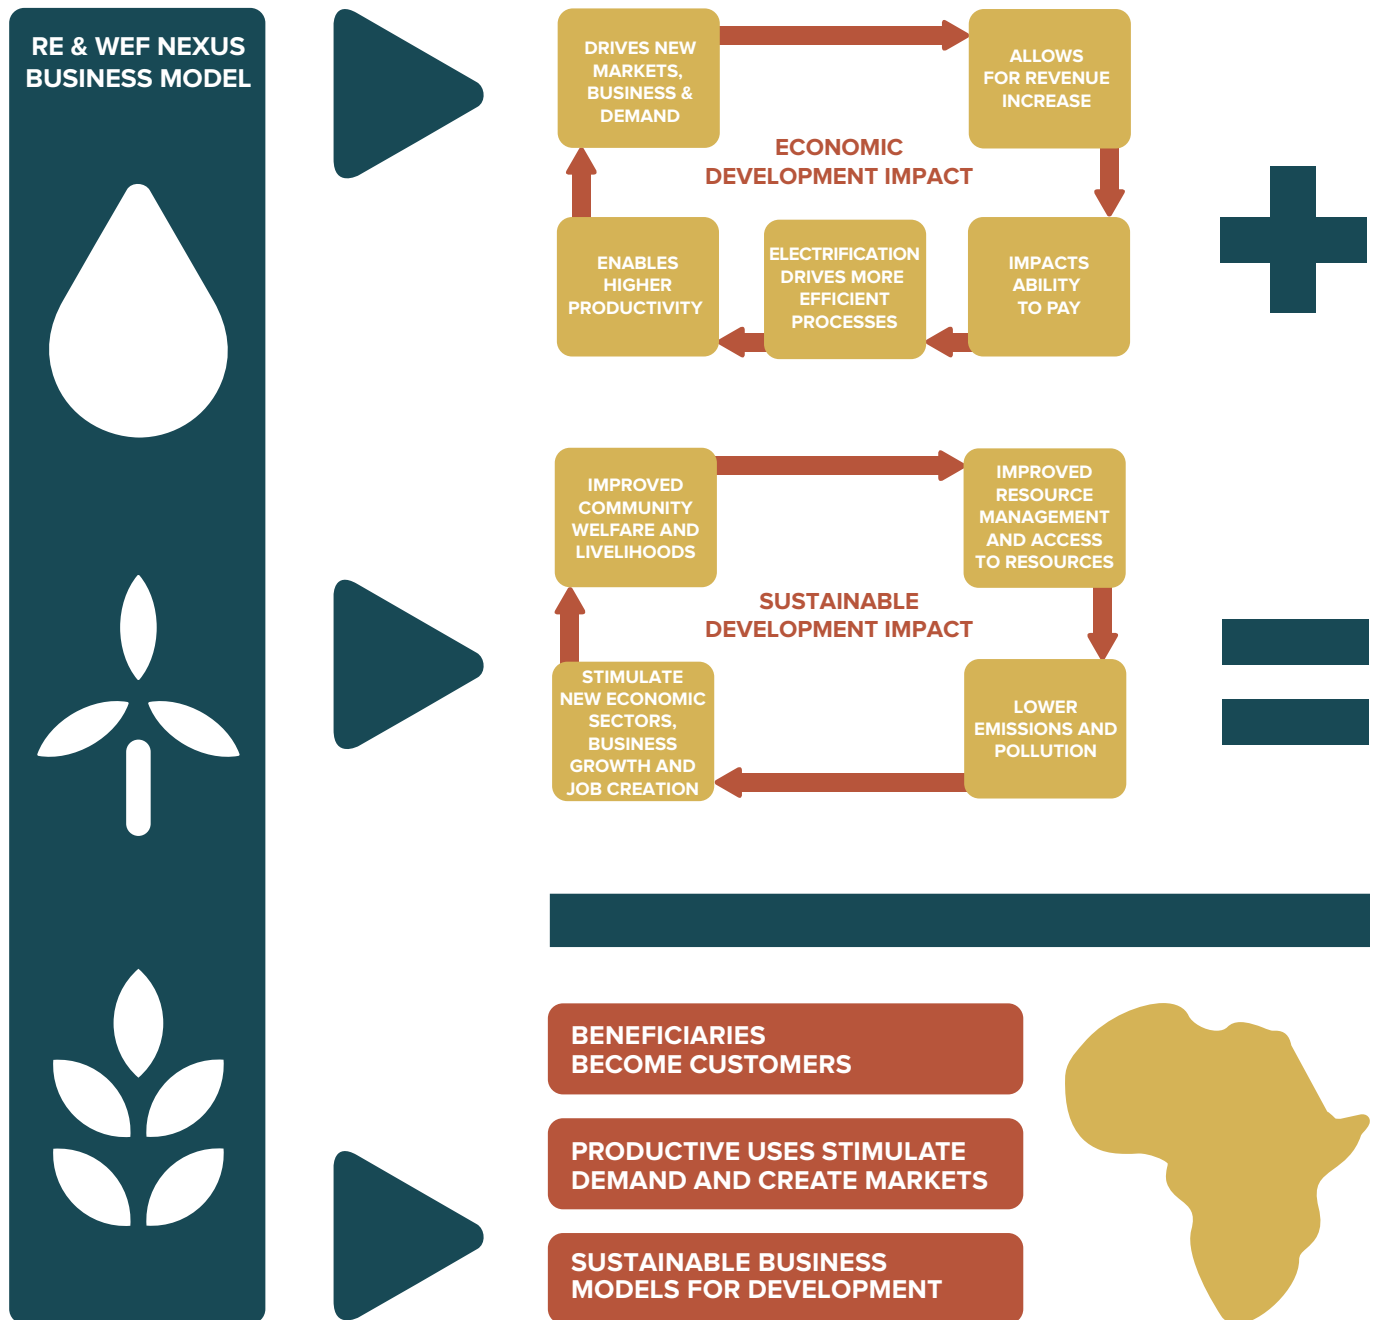 RE & WEF NEXUS
BUSINESS MODEL
DRIVES NEW
MARKETS,
BUSINESS &
DEMAND
ALLOWS
FOR REVENUE
INCREASE
ECONOMIC
DEVELOPMENT IMPACT
ENABLES
HIGHER
PRODUCTIVITY
ELECTRIFICATION
DRIVES MORE
EFFICIENT
PROCESSES
IMPACTS
ABILITY
TO PAY
IMPROVED
COMMUNITY
WELFARE AND
LIVELIHOODS
IMPROVED
RESOURCE
MANAGEMENT
AND ACCESS
TO RESOURCES
SUSTAINABLE
DEVELOPMENT IMPACT
STIMULATE
NEW ECONOMIC
SECTORS,
BUSINESS
GROWTH AND
JOB CREATION
LOWER
EMISSIONS AND
POLLUTION
BENEFICIARIES
BECOME CUSTOMERS
PRODUCTIVE USES STIMULATE
DEMAND AND CREATE MARKETS
SUSTAINABLE BUSINESS
MODELS FOR DEVELOPMENT